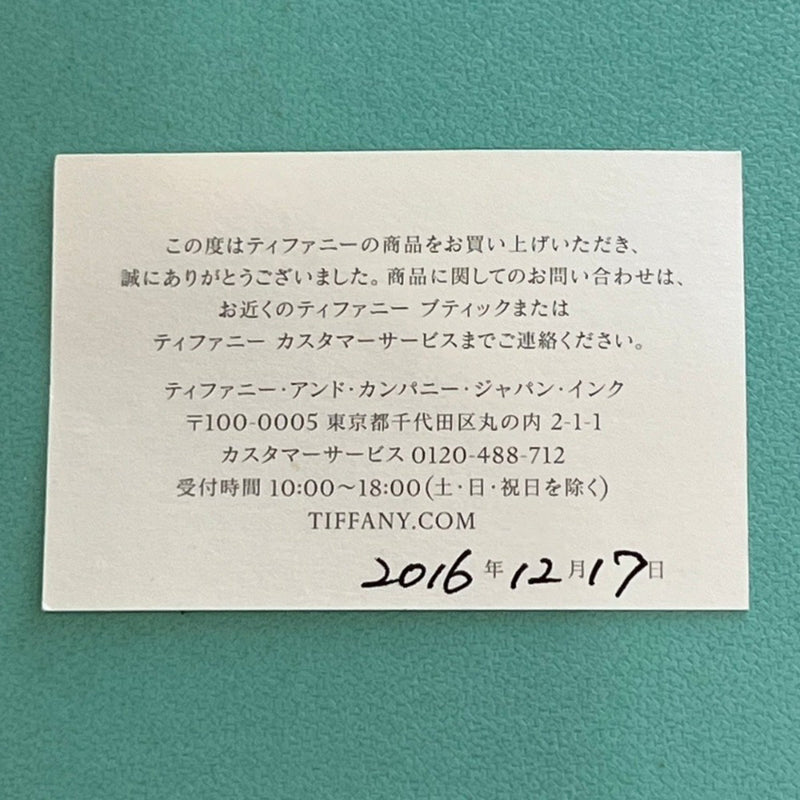 この度はティファニーの商品をお買い上げいただき、
誠にありがとうございました。商品に関してのお問い合わせは、
お近くのティファニー ブティックまたは
ティファニー カスタマーサービスまでご連絡ください。
ティファニー・アンド・カンパニー・ジャパン・インク
〒100-0005 東京都千代田区丸の内 2-1-1
カスタマーサービス 0120-488-712
受付時間 10:00〜18:00(土・日・祝日を除く)
TIFFANY.COM
2016年12月17日